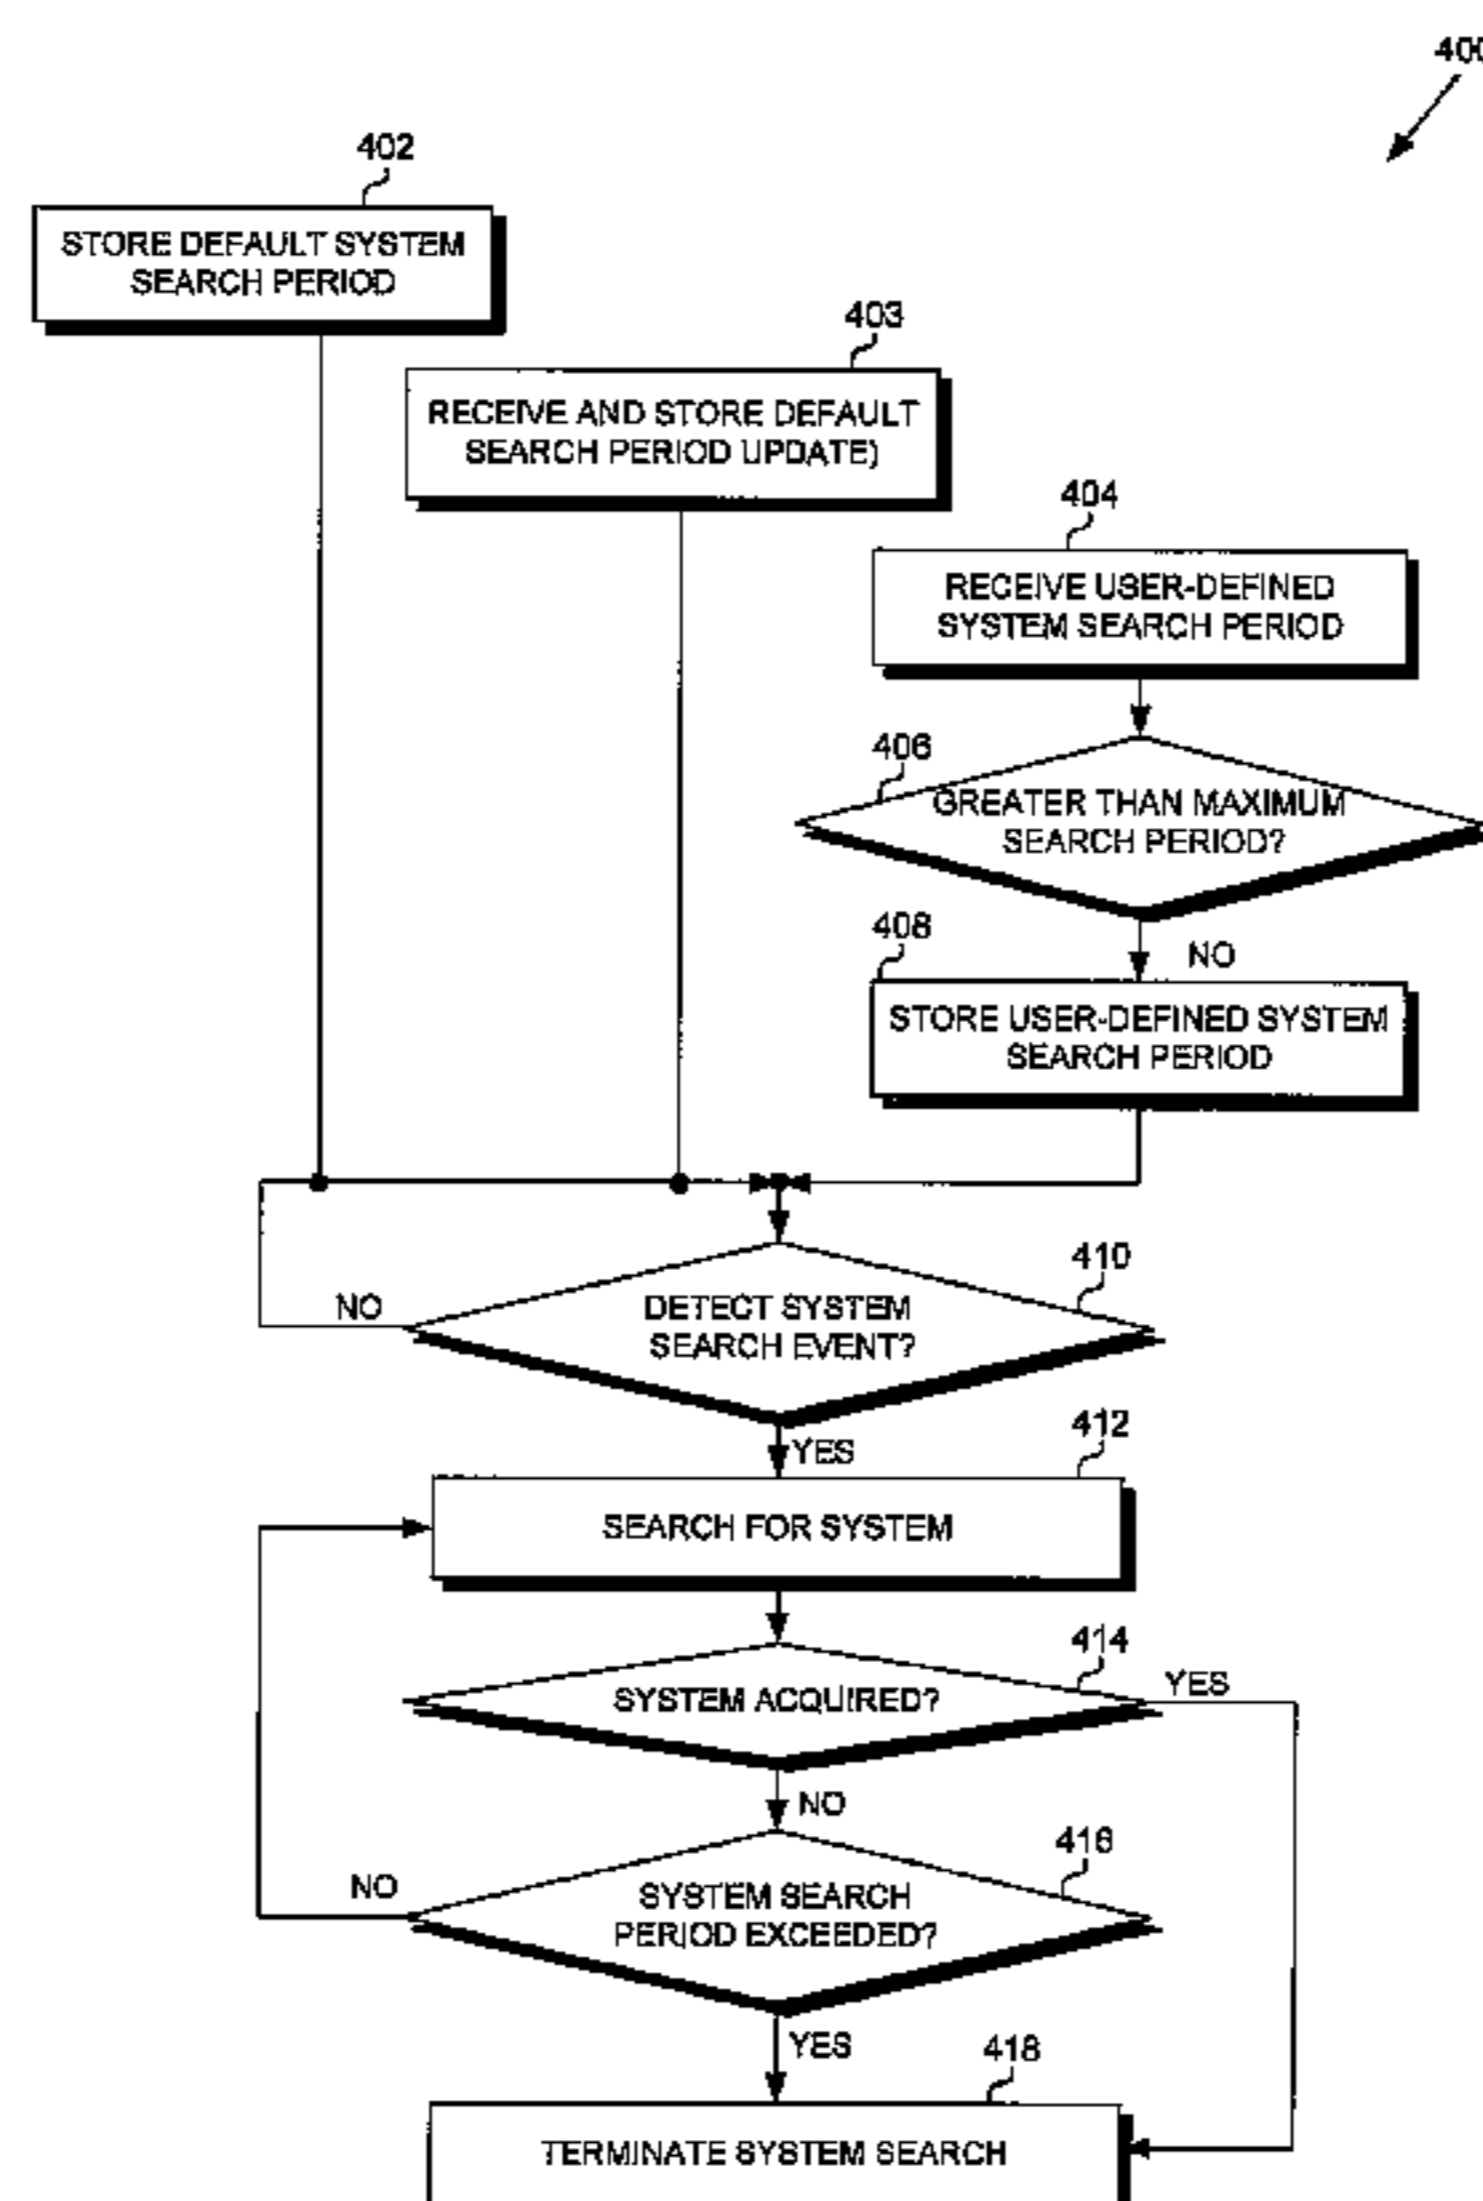 400
402
STORE DEFAULT SYSTEM
SEARCH PERIOD
403
RECEIVE AND STORE DEFAULT
SEARCH PERIOD UPDATE)
404
RECEIVE USER-DEFINED
SYSTEM SEARCH PERIOD
406
GREATER THAN MAXIMUM
SEARCH PERIOD?
408
NO
STORE USER-DEFINED SYSTEM
SEARCH PERIOD
410
NO
DETECT SYSTEM
SEARCH EVENT?
412
YES
SEARCH FOR SYSTEM
414
YES
SYSTEM ACQUIRED?
NO
416
NO
SYSTEM SEARCH
PERIOD EXCEEDED?
YES
418
TERMINATE SYSTEM SEARCH